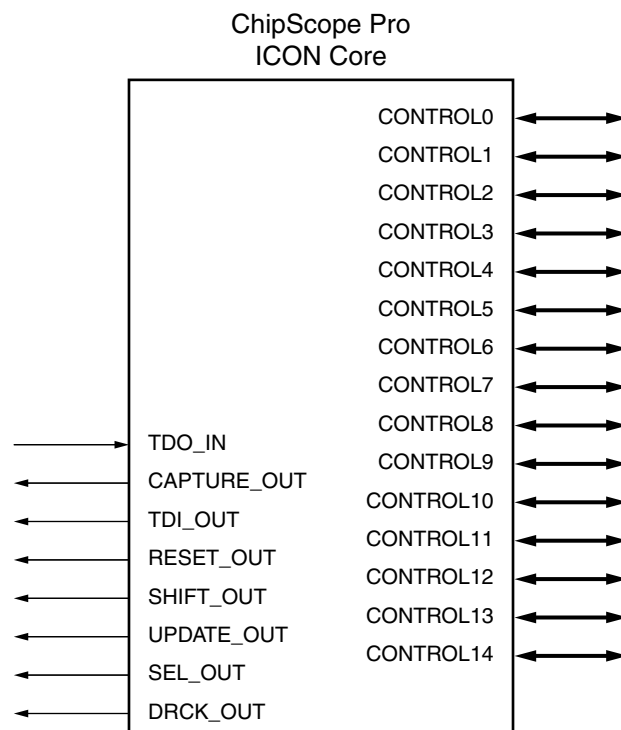 ChipScope Pro
ICON Core
CONTROL0
CONTROL1
CONTROL2
CONTROL3
CONTROL4
CONTROL5
CONTROL6
CONTROL7
CONTROL8
CONTROL9
CONTROL10
CONTROL11
CONTROL12
CONTROL13
CONTROL14
TDO_IN
CAPTURE_OUT
TDI_OUT
RESET_OUT
SHIFT_OUT
UPDATE_OUT
SEL_OUT
DRCK_OUT